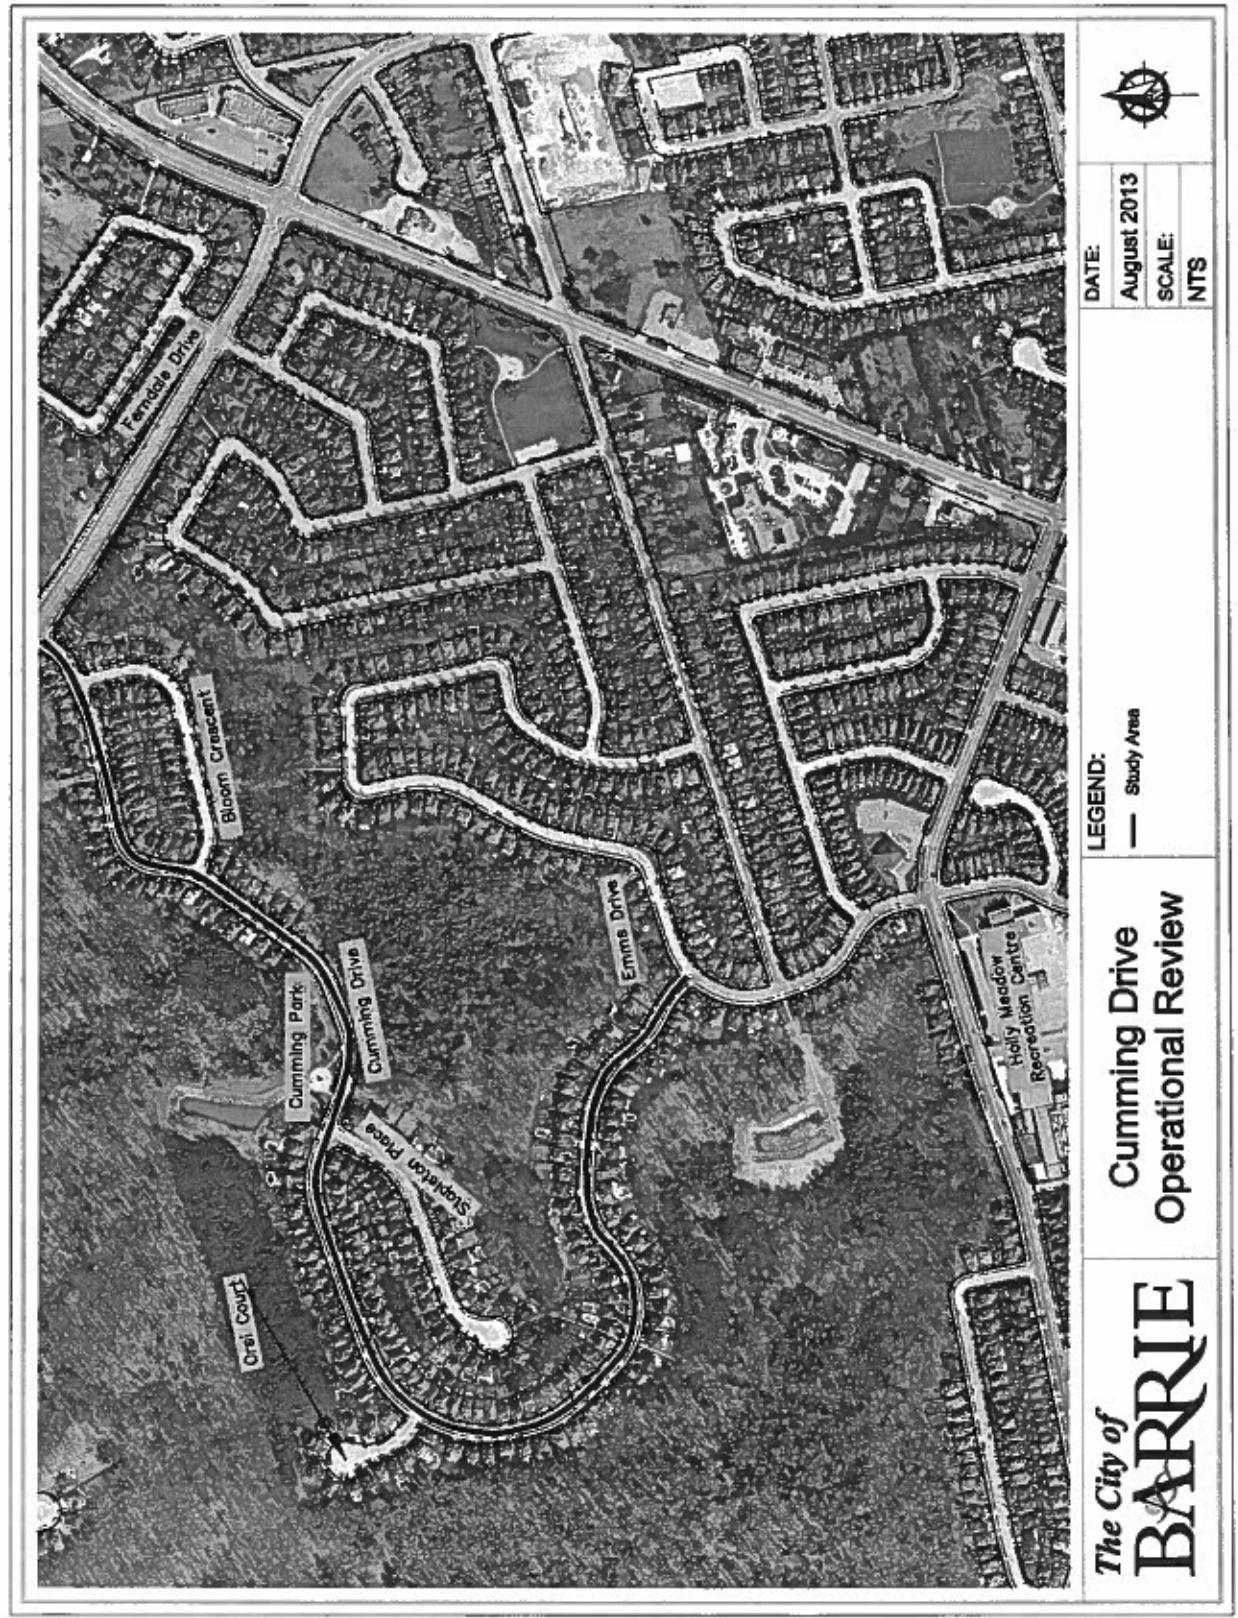 Ferndale Drive
Bloom Crescent
Cumming Park
Cumming Drive
Stapleton Place
Orsi Court
Emms Drive
Holly Meadow
Recreation Centre
The City of
BARRIE
Cumming Drive
Operational Review
LEGEND:
Study Area
DATE:
August 2013
SCALE:
NTS